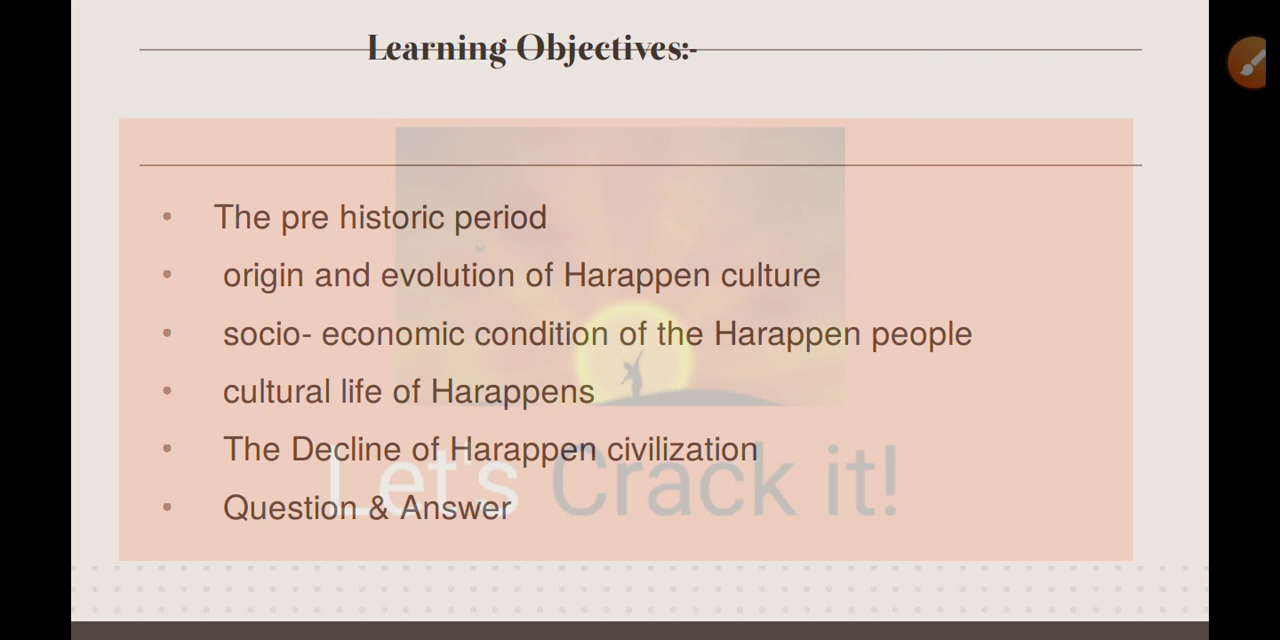 Learning Objectives:-
• The pre historic period
• origin and evolution of Harappen culture
• socio- economic condition of the Harappen people
• cultural life of Harappens
• The Decline of Harappen civilization
• Question & Answer
Let's Crack it!